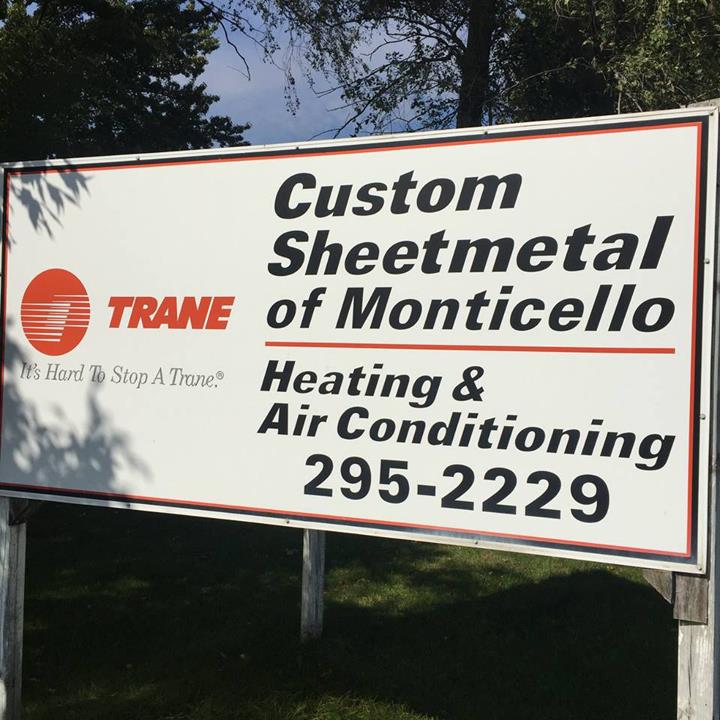 TRANE
It's Hard To Stop A Trane.®
Custom
Sheetmetal
of Monticello
Heating &
Air Conditioning
295-2229